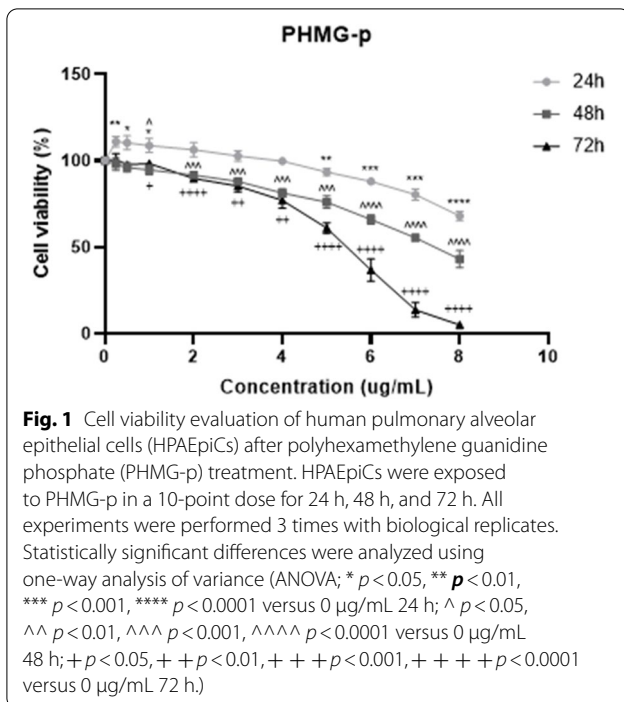 PHMG-p
150
100
50
0
Cell viability (%)
24h
48h
72h
** * ^ * ** *** *** ****
^^^ ^^^ ^^^ ^^^ ^^^^ ^^^^ ^^^^
+ ++++ ++ ++ ++++ ++++ ++++ ++++
0 2 4 6 8 10
Concentration (ug/mL)
Fig. 1 Cell viability evaluation of human pulmonary alveolar
epithelial cells (HPAEpiCs) after polyhexamethylene guanidine
phosphate (PHMG-p) treatment. HPAEpiCs were exposed
to PHMG-p in a 10-point dose for 24 h, 48 h, and 72 h. All
experiments were performed 3 times with biological replicates.
Statistically significant differences were analyzed using
one-way analysis of variance (ANOVA; * p < 0.05, ** p < 0.01,
*** p < 0.001, **** p < 0.0001 versus 0 µg/mL 24 h; ^ p < 0.05,
^^ p < 0.01, ^^^ p < 0.001, ^^^^ p < 0.0001 versus 0 µg/mL
48 h; + p < 0.05, + + p < 0.01, + + + p < 0.001, + + + + p < 0.0001
versus 0 µg/mL 72 h.)